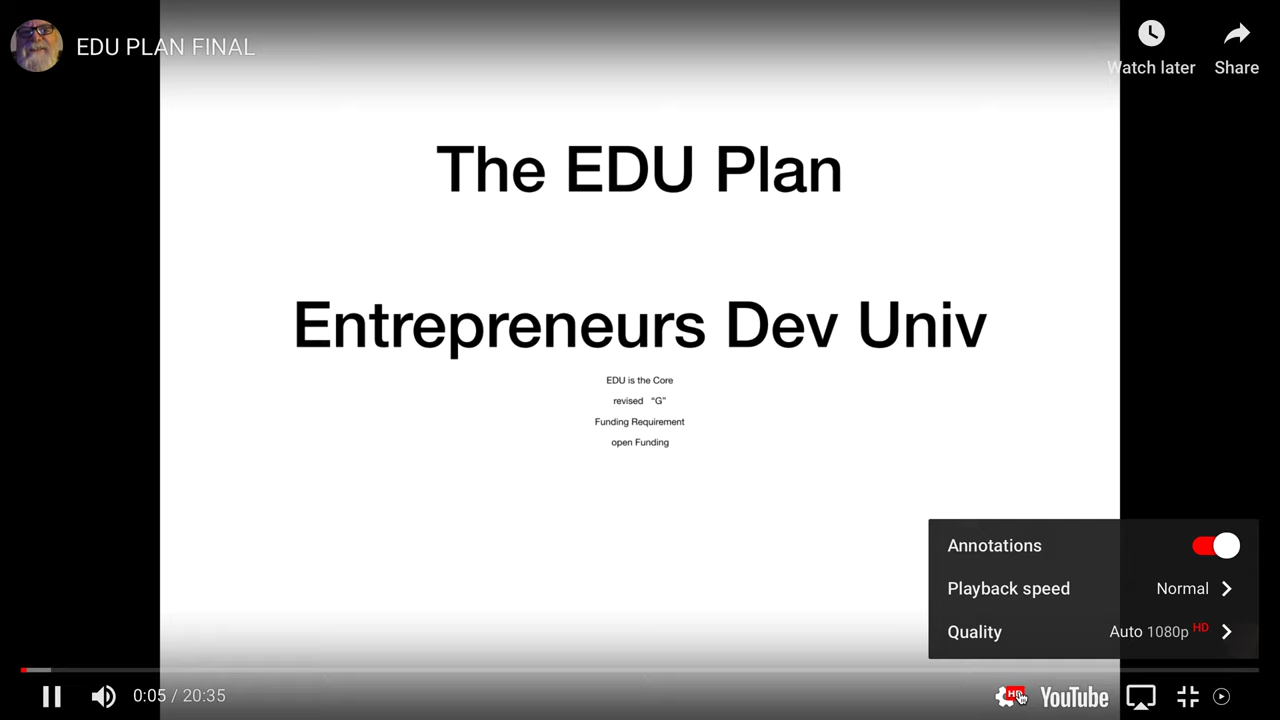 EDU PLAN FINAL
Watch later
Share
The EDU Plan
Entrepreneurs Dev Univ
EDU is the Core
revised “G”
Funding Requirement
open Funding
Annotations
Playback speed Normal
Quality Auto 1080p HD
0:05 / 20:35
HD
YouTube